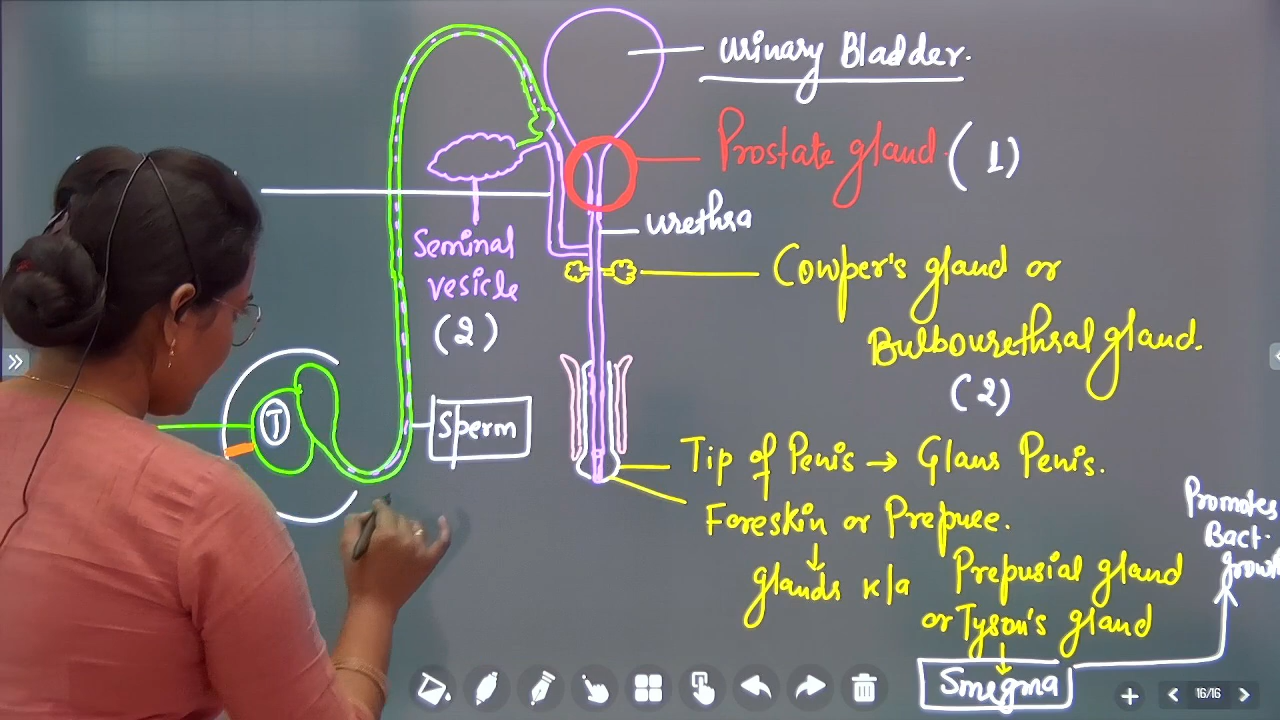 urinary Bladder.
Prostate gland. (1)
urethra
Seminal
vesicle
(2)
Cowper's gland or
Bulbourethral gland.
(2)
T
Sperm
Tip of Penis → Glans Penis.
Foreskin or Prepuce.
↓
glands k/a Prepusial gland
or Tyson's gland
↓
Smegma
Promotes
Bact.
growth
16/16